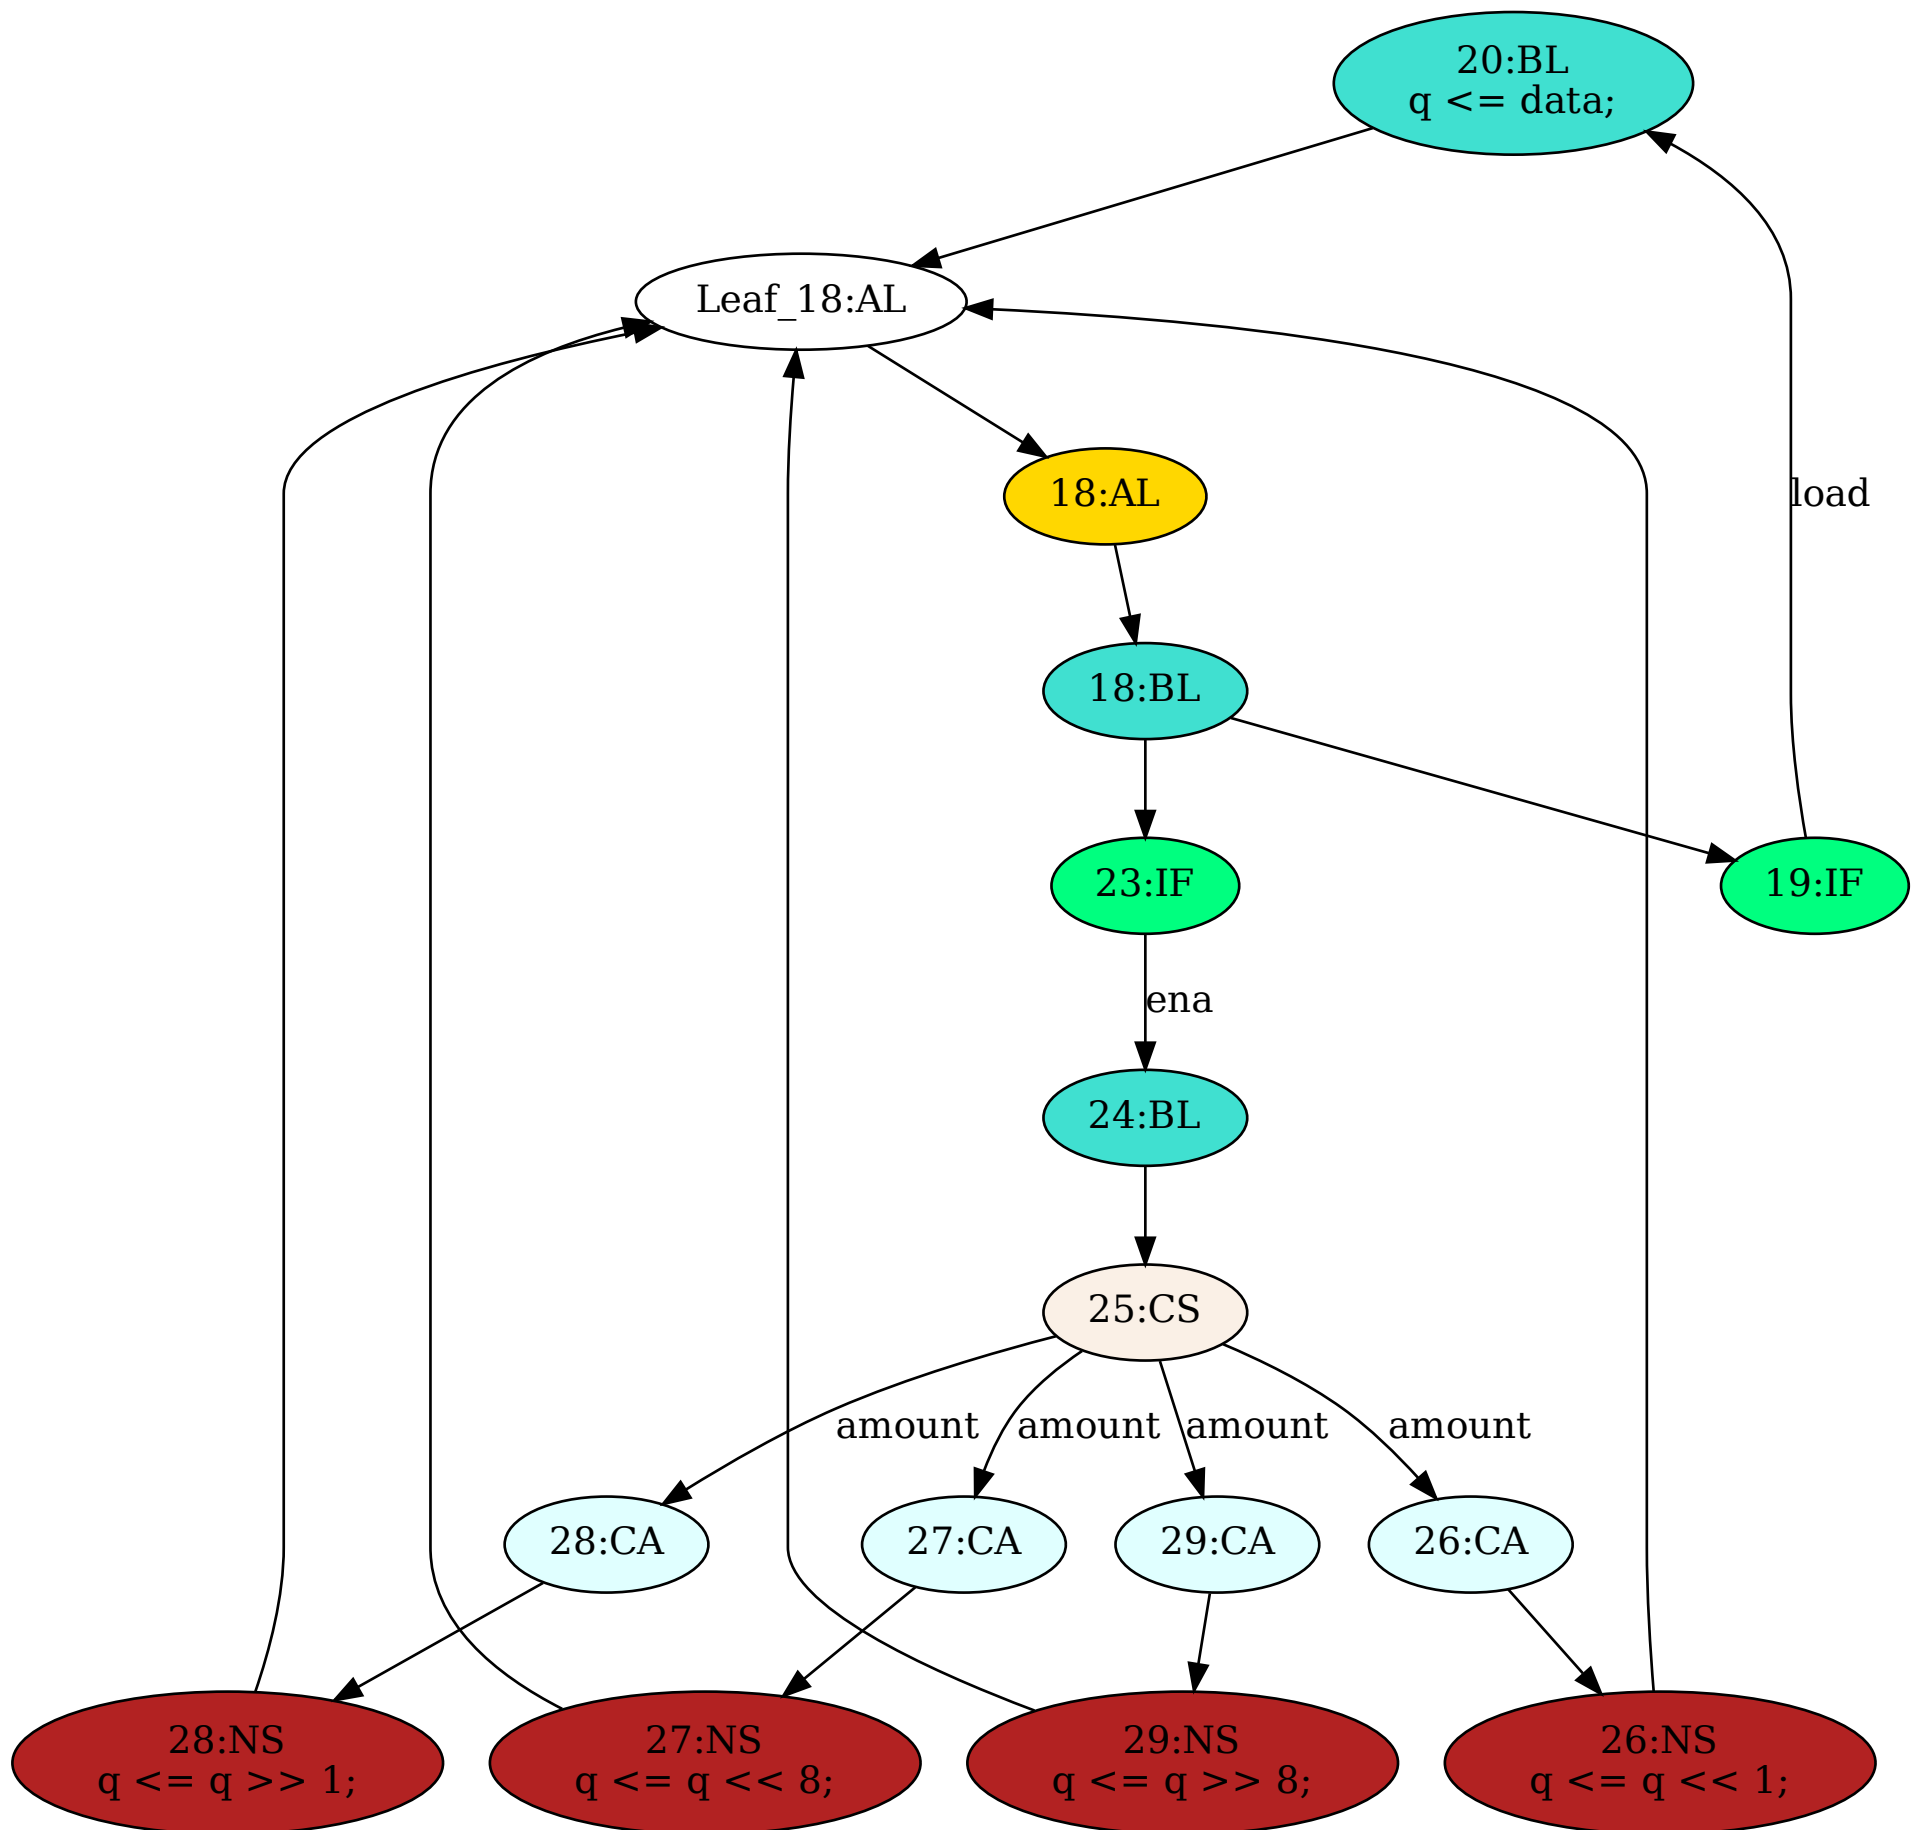 20:BL
q <= data;
Leaf_18:AL
18:AL
load
18:BL
23:IF
19:IF
ena
24:BL
25:CS
amount
amount
amount
amount
28:CA
27:CA
29:CA
26:CA
28:NS
q <= q >> 1;
27:NS
q <= q << 8;
29:NS
q <= q >> 8;
26:NS
q <= q << 1;